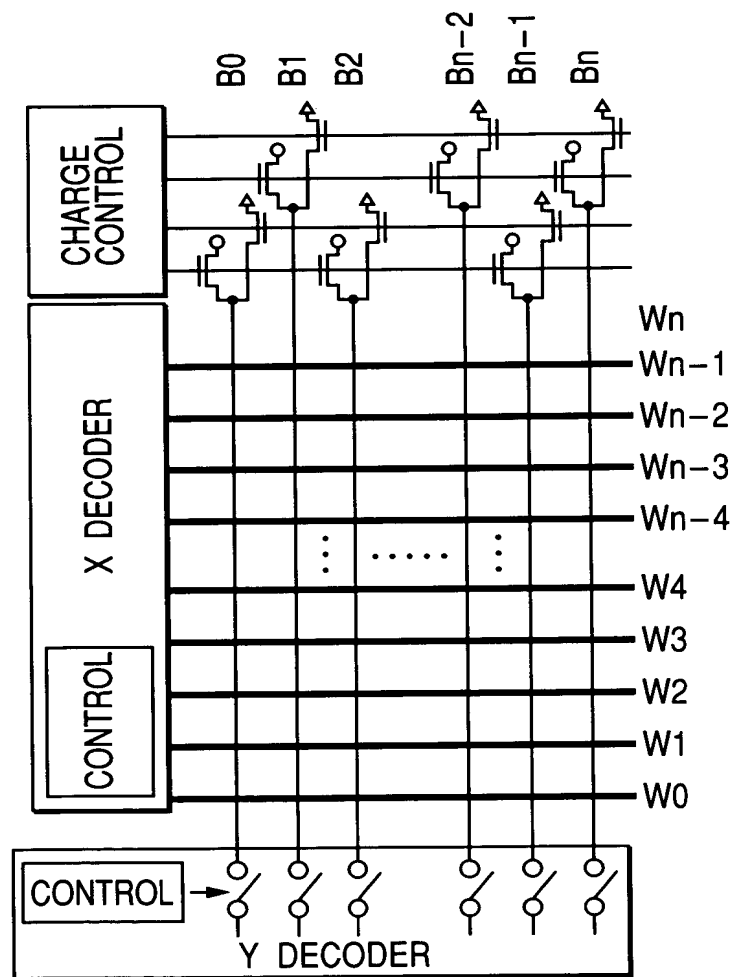 B0 B1 B2 Bn-2 Bn-1 Bn
CHARGE
CONTROL
X DECODER
CONTROL
Wn
Wn-1
Wn-2
Wn-3
Wn-4
W4
W3
W2
W1
W0
CONTROL
Y DECODER